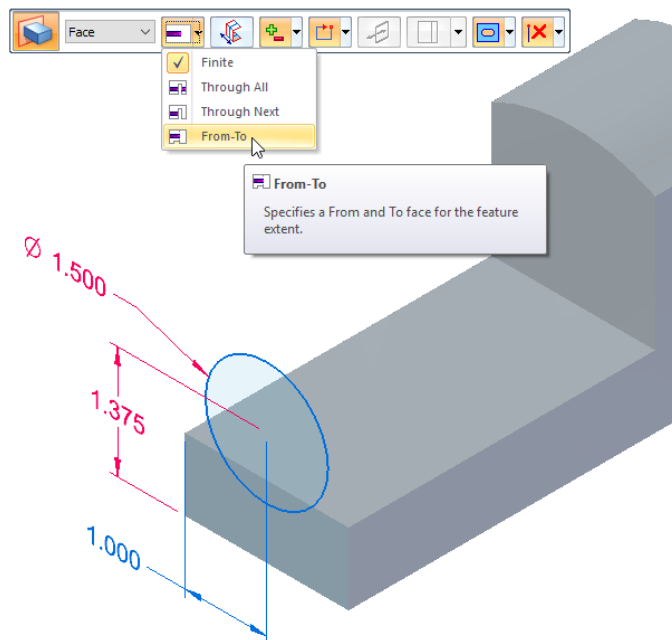 Face
Finite
Through All
Through Next
From-To
From-To
Specifies a From and To face for the feature
extent.
Ø 1.500
1.375
1.000